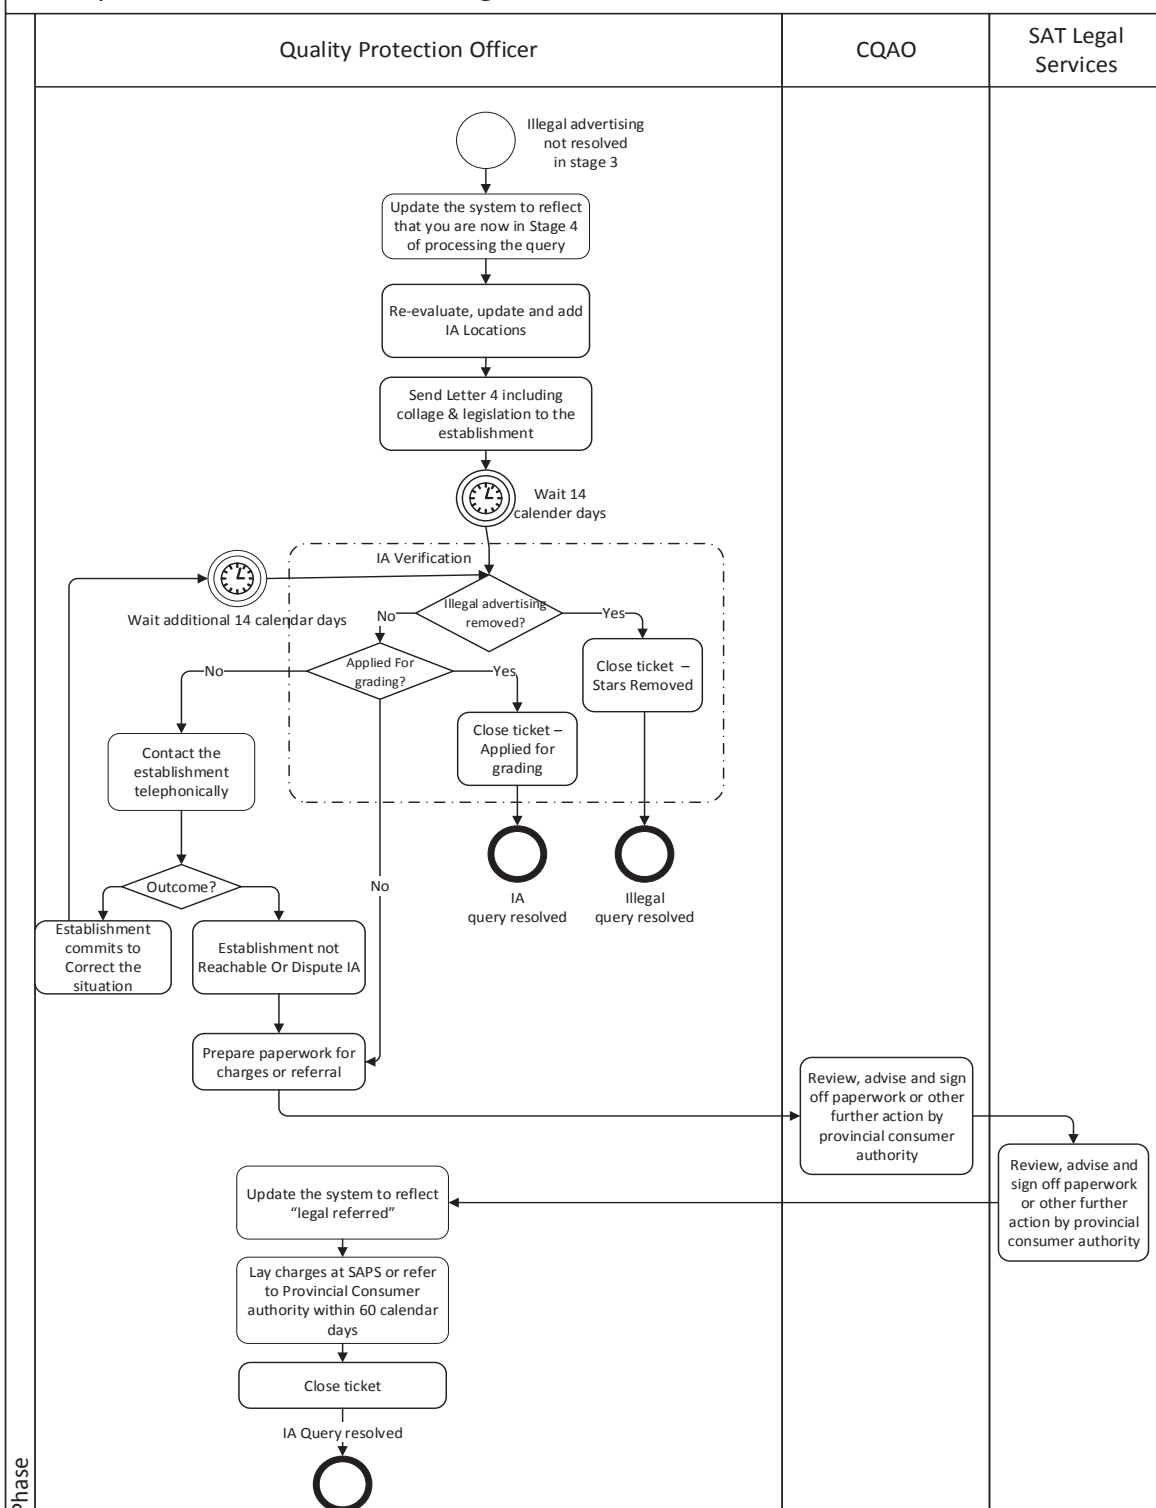 Quality Protection Officer
CQAO
SAT Legal
Services
Illegal advertising
not resolved
in stage 3
Update the system to reflect
that you are now in Stage 4
of processing the query
Re-evaluate, update and add
IA Locations
Send Letter 4 including
collage & legislation to the
establishment
Wait 14
calender days
IA Verification
Wait additional 14 calendar days
Illegal advertising
removed?
No
Yes
Close ticket –
Stars Removed
Applied For
grading?
No
Yes
Close ticket –
Applied for
grading
Contact the
establishment
telephonically
No
IA
query resolved
Illegal
query resolved
Outcome?
Establishment
commits to
Correct the
situation
Establishment not
Reachable Or Dispute IA
Prepare paperwork for
charges or referral
Review, advise and sign
off paperwork or other
further action by
provincial consumer
authority
Review, advise and
sign off paperwork
or other further
action by provincial
consumer authority
Update the system to reflect
“legal referred”
Lay charges at SAPS or refer
to Provincial Consumer
authority within 60 calendar
days
Close ticket
IA Query resolved
Phase